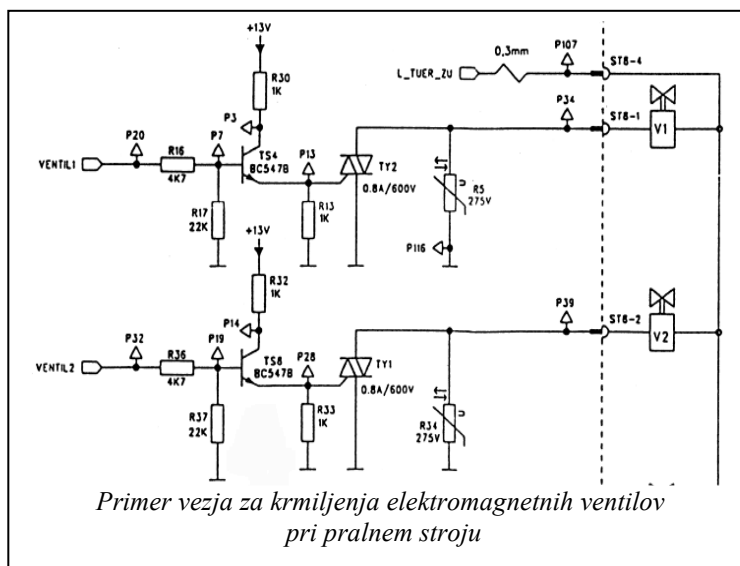 +13V
R30
1K
P3
P20
R16
4K7
P7
VENTIL1
TS4
BC547B
P13
R13
1K
R17
22K
TY2
0.8A/600V
L_TUER_ZU
0,3mm
P107
ST8-4
P34
ST8-1
V1
U
R5
275V
P116
+13V
R32
1K
P14
P32
R36
4K7
P19
VENTIL2
TS8
BC547B
P28
R33
1K
R37
22K
TY1
0.8A/600V
P39
ST8-2
V2
U
R34
275V
Primer vezja za krmiljenja elektromagnetnih ventilov
pri pralnem stroju